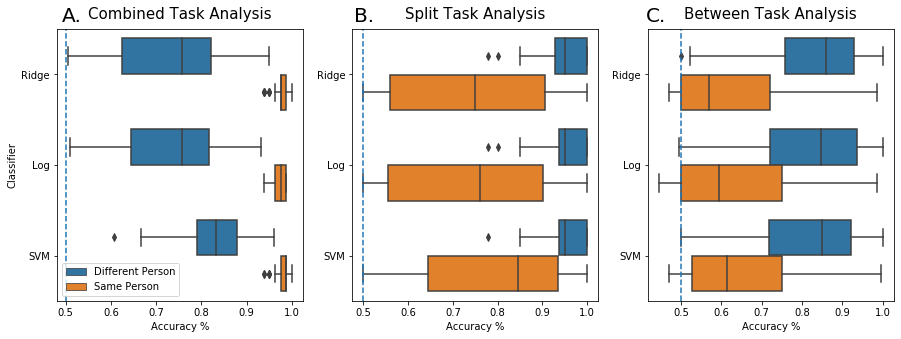 A. Combined Task Analysis
B. Split Task Analysis
C. Between Task Analysis
Classifier
Ridge
Log
SVM
Different Person
Same Person
0.5 0.6 0.7 0.8 0.9 1.0
Accuracy %
Ridge
Log
SVM
0.5 0.6 0.7 0.8 0.9 1.0
Accuracy %
Ridge
Log
SVM
0.5 0.6 0.7 0.8 0.9 1.0
Accuracy %